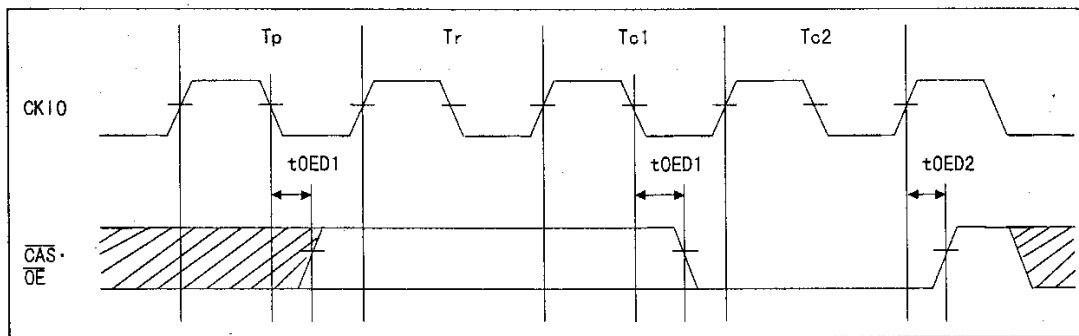 Tp Tr Tc1 Tc2
CKIO
tOED1 tOED1 tOED2
CAS・
OE